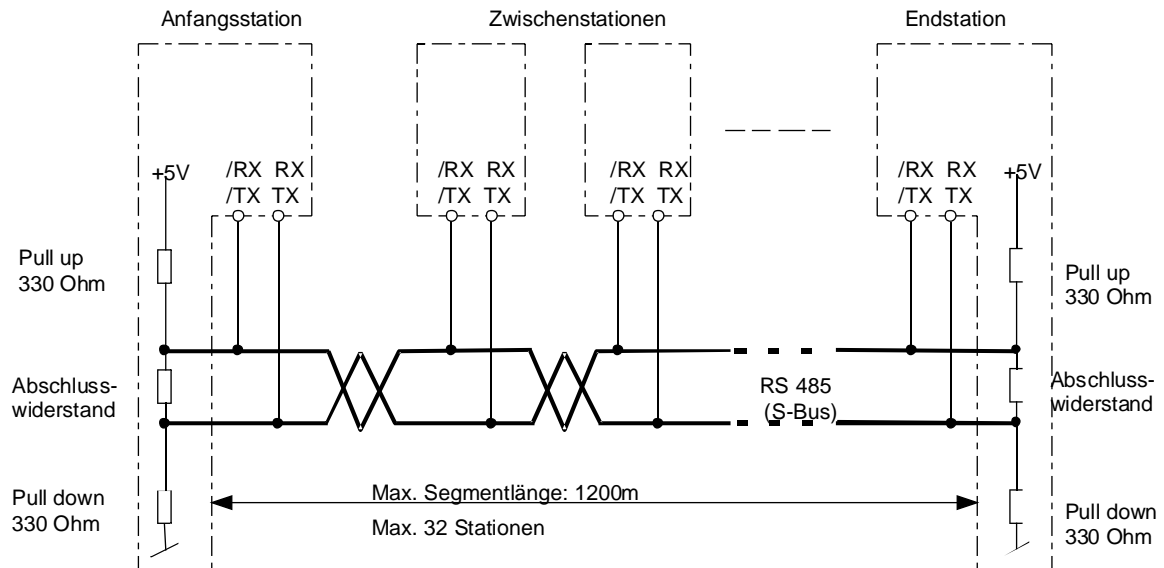 Anfangsstation
Zwischenstationen
Endstation
+5V
/RX RX
/TX TX
/RX RX
/TX TX
/RX RX
/TX TX
/RX RX
/TX TX
+5V
Pull up
330 Ohm
Pull up
330 Ohm
Abschluss-
widerstand
RS 485
(S-Bus)
Abschluss-
widerstand
Pull down
330 Ohm
Max. Segmentlänge: 1200m
Max. 32 Stationen
Pull down
330 Ohm